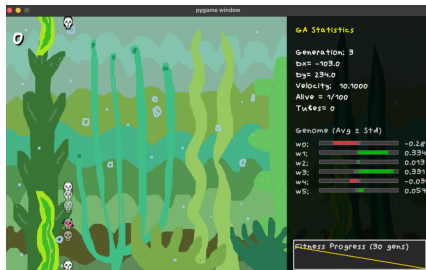 pygame window
0
GA Statistics
Generation: 3
Dx= -103.0
Dy= 234.0
Velocity: 10.1000
Alive = 1/100
Tubes= 0
Genome (Avg ± Std)
w0: -0.28
w1: 0.334
w2: 0.013
w3: 0.391
w4: -0.09
w5: 0.057
Fitness Progress (30 gens)